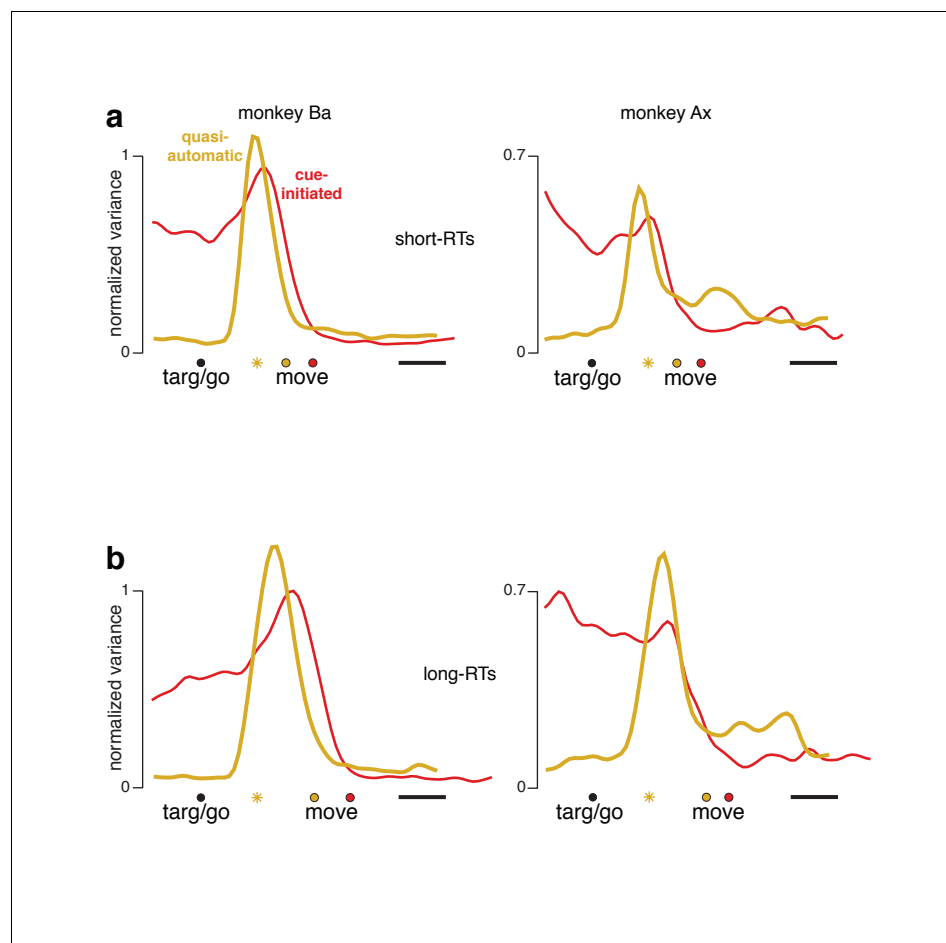 a
monkey Ba
monkey Ax
quasi-
automatic
cue-
initiated
normalized variance
1
0
0.7
0
short-RTs
targ/go
move
targ/go
move
b
normalized variance
1
0
0.7
0
long-RTs
targ/go
move
targ/go
move